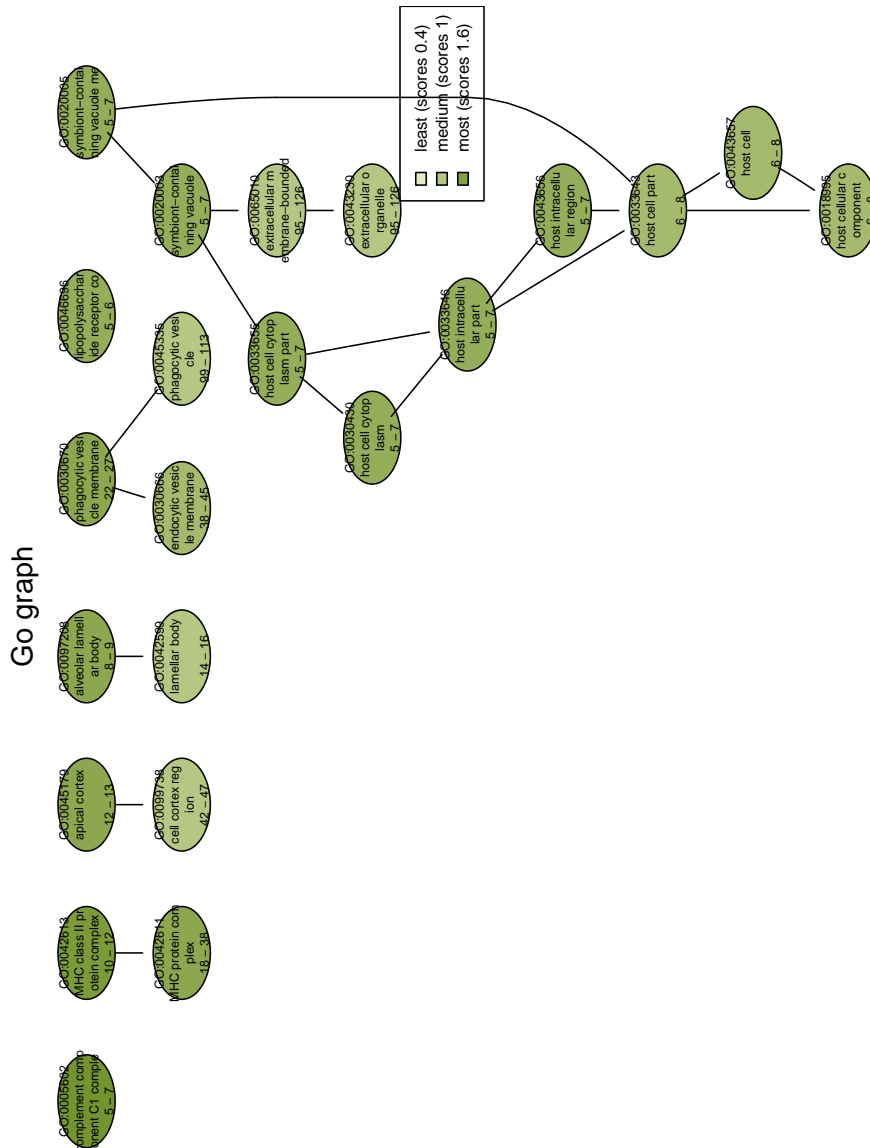 Go graph
GO:0005602
omplement comp
onent C1 comple
5 − 7
GO:0042613
MHC class II pr
otein complex
10 − 12
GO:0045179
apical cortex
12 − 13
GO:0097208
alveolar lamell
ar body
8 − 9
GO:0030670
phagocytic vesi
cle membrane
22 − 27
GO:0046696
lipopolysacchar
ide receptor co
5 − 6
GO:0020005
symbiont−contai
ning vacuole me
5 − 7
GO:0042611
MHC protein com
plex
18 − 38
GO:0099738
cell cortex reg
ion
42 − 47
GO:0042599
lamellar body
14 − 16
GO:0030666
endocytic vesic
le membrane
38 − 45
GO:0045335
phagocytic vesi
cle
99 − 113
GO:0020003
symbiont−contai
ning vacuole
5 − 7
GO:0033655
host cell cytop
lasm part
5 − 7
GO:0065010
extracellular m
embrane−bounded
95 − 126
GO:0030430
host cell cytop
lasm
5 − 7
GO:0043230
extracellular o
rganelle
95 − 126
GO:0033646
host intracellu
lar part
5 − 7
GO:0043656
host intracellu
lar region
5 − 7
GO:0033643
host cell part
6 − 8
GO:0043657
host cell
6 − 8
GO:0018995
host cellular c
omponent
6 − 8
least (scores 0.4)
medium (scores 1)
most (scores 1.6)